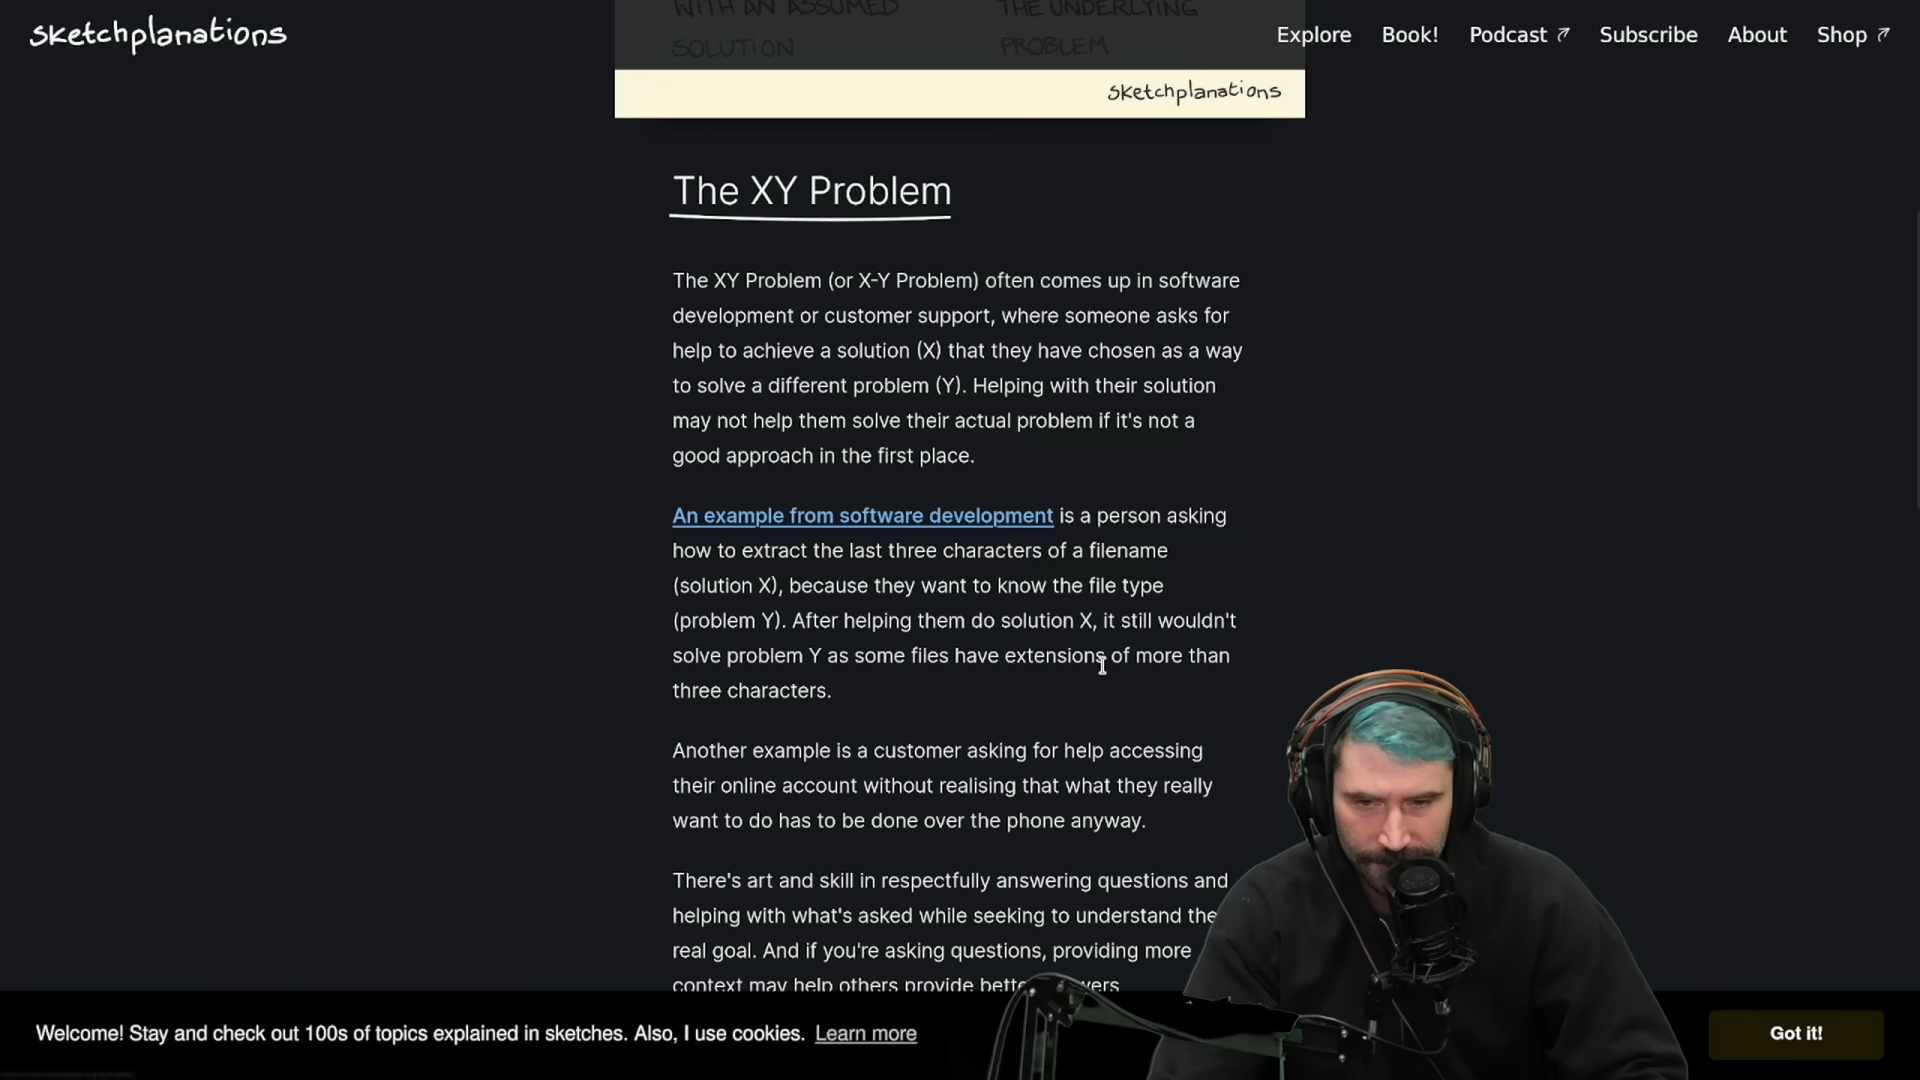 sketchplanations
Explore Book! Podcast Subscribe About Shop
WITH AN ASSUMED
SOLUTION
THE UNDERLYING
PROBLEM
sketchplanations
The XY Problem
The XY Problem (or X-Y Problem) often comes up in software
development or customer support, where someone asks for
help to achieve a solution (X) that they have chosen as a way
to solve a different problem (Y). Helping with their solution
may not help them solve their actual problem if it's not a
good approach in the first place.
An example from software development is a person asking
how to extract the last three characters of a filename
(solution X), because they want to know the file type
(problem Y). After helping them do solution X, it still wouldn't
solve problem Y as some files have extensions of more than
three characters.
Another example is a customer asking for help accessing
their online account without realising that what they really
want to do has to be done over the phone anyway.
There's art and skill in respectfully answering questions and
helping with what's asked while seeking to understand the
real goal. And if you're asking questions, providing more
context may help others provide
Welcome! Stay and check out 100s of topics explained in sketches. Also, I use cookies. Learn more
Got it!